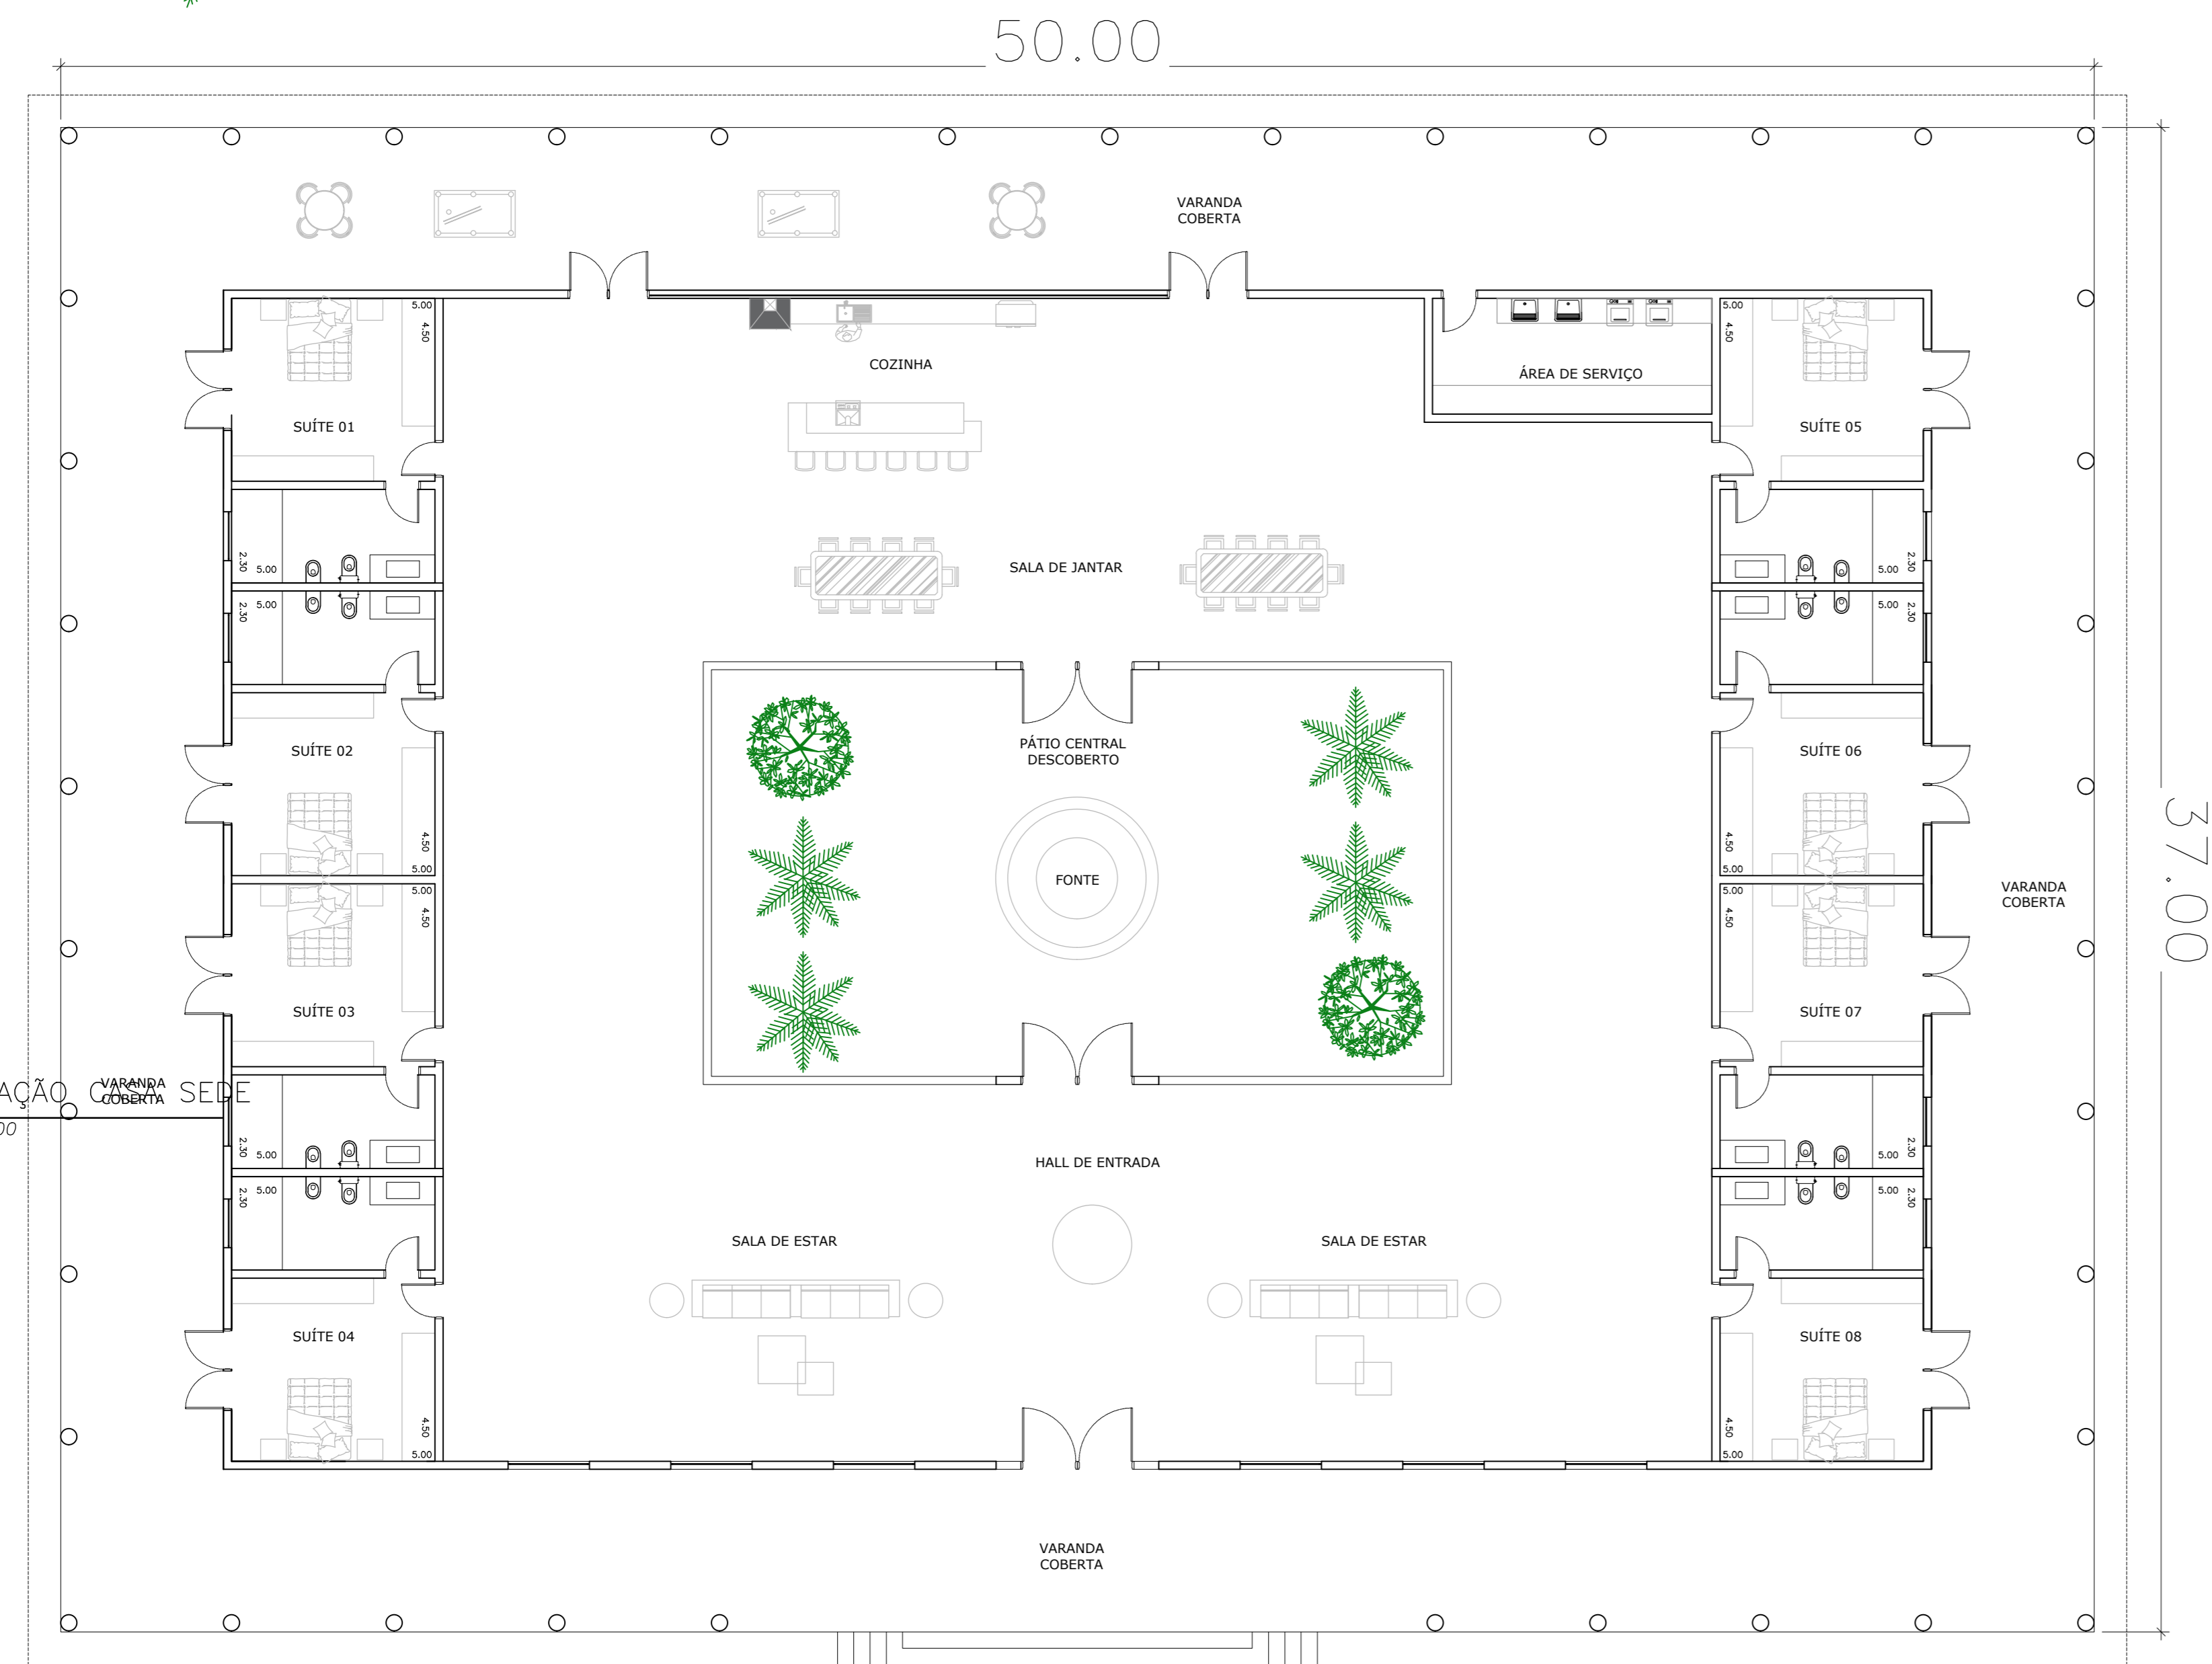 50.00
VARANDA
COBERTA
5.00
4.50
COZINHA
ÁREA DE SERVIÇO
5.00
4.50
SUÍTE 01
SUÍTE 05
2.30
5.00
SALA DE JANTAR
5.00
2.30
2.30
5.00
5.00
2.30
SUÍTE 02
PÁTIO CENTRAL
DESCOBERTO
SUÍTE 06
4.50
5.00
4.50
5.00
FONTE
37.00
5.00
4.50
5.00
4.50
VARANDA
COBERTA
SUÍTE 03
SUÍTE 07
VARANDA
COBERTA
AÇÃO CASA SEDE
00
2.30
5.00
HALL DE ENTRADA
5.00
2.30
2.30
5.00
5.00
2.30
SALA DE ESTAR
SALA DE ESTAR
SUÍTE 04
SUÍTE 08
4.50
5.00
4.50
5.00
VARANDA
COBERTA